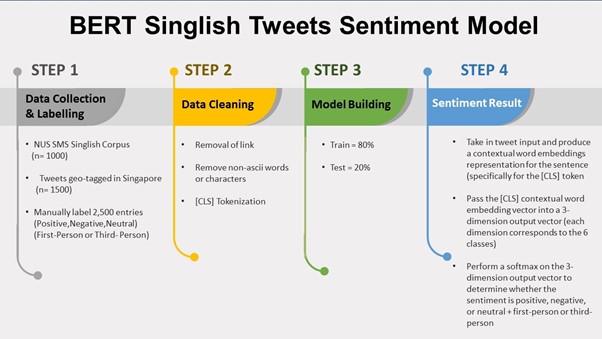 BERT Singlish Tweets Sentiment Model
STEP 1
Data Collection
& Labelling
• NUS SMS Singlish Corpus
(n= 1000)
• Tweets geo-tagged in Singapore
(n= 1500)
• Manually label 2,500 entries
(Positive,Negative,Neutral)
(First-Person or Third- Person)
STEP 2
Data Cleaning
• Removal of link
• Remove non-ascii words
or characters
• [CLS] Tokenization
STEP 3
Model Building
• Train = 80%
• Test = 20%
STEP 4
Sentiment Result
• Take in tweet input and produce
a contextual word embeddings
representation for the sentence
(specifically for the [CLS] token
• Pass the [CLS] contextual word
embedding vector into a 3-
dimension output vector (each
dimension corresponds to the 6
classes)
• Perform a softmax on the 3-
dimension output vector to
determine whether the
sentiment is positive, negative,
or neutral + first-person or third-
person